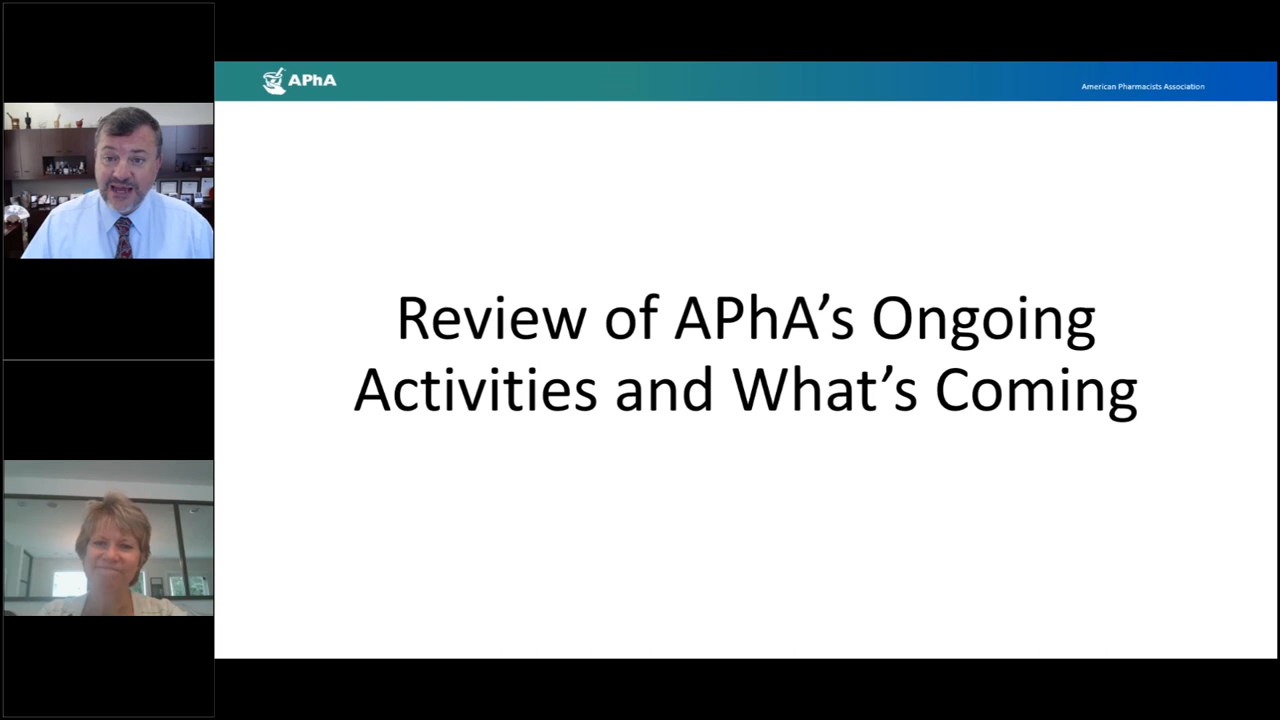 APhA
American Pharmacists Association
Review of APhA’s Ongoing
Activities and What’s Coming